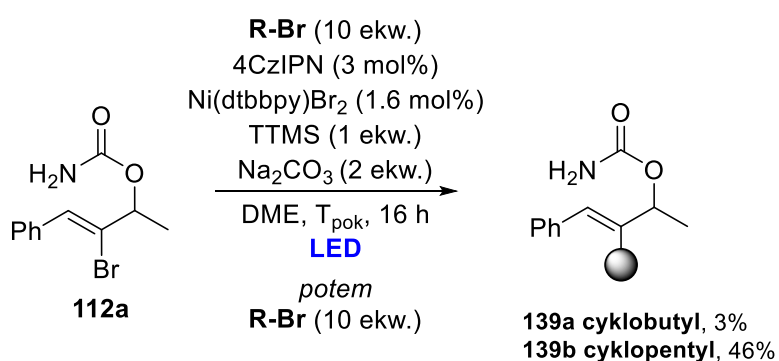 R-Br (10 ekw.)
4CzIPN (3 mol%)
Ni(dtbbpy)Br₂ (1.6 mol%)
TTMS (1 ekw.)
Na₂CO₃ (2 ekw.)
DME, Tpok, 16 h
LED
potem
R-Br (10 ekw.)
O
H₂N
O
Ph
Br
112a
O
H₂N
O
Ph
139a cyklobutyl, 3%
139b cyklopentyl, 46%